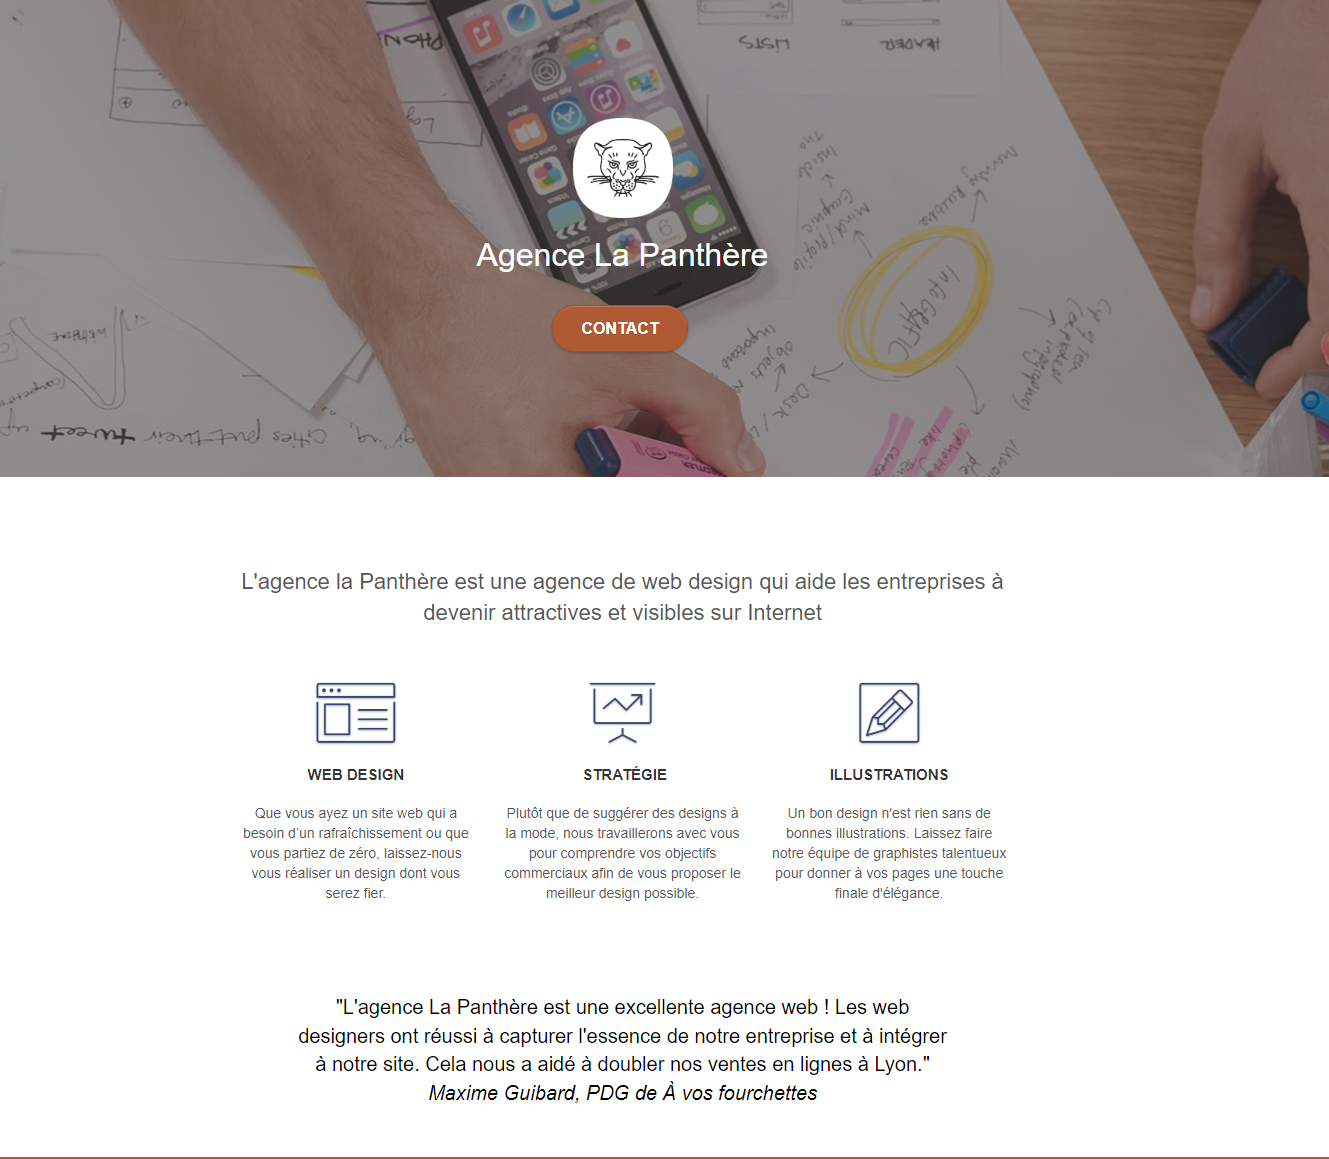 Agence La Panthère
CONTACT
L'agence la Panthère est une agence de web design qui aide les entreprises à
devenir attractives et visibles sur Internet
WEB DESIGN
Que vous ayez un site web qui a
besoin d’un rafraîchissement ou que
vous partiez de zéro, laissez-nous
vous réaliser un design dont vous
serez fier.
STRATÉGIE
Plutôt que de suggérer des designs à
la mode, nous travaillerons avec vous
pour comprendre vos objectifs
commerciaux afin de vous proposer le
meilleur design possible.
ILLUSTRATIONS
Un bon design n'est rien sans de
bonnes illustrations. Laissez faire
notre équipe de graphistes talentueux
pour donner à vos pages une touche
finale d'élégance.
"L'agence La Panthère est une excellente agence web ! Les web
designers ont réussi à capturer l'essence de notre entreprise et à intégrer
à notre site. Cela nous a aidé à doubler nos ventes en lignes à Lyon."
Maxime Guibard, PDG de À vos fourchettes